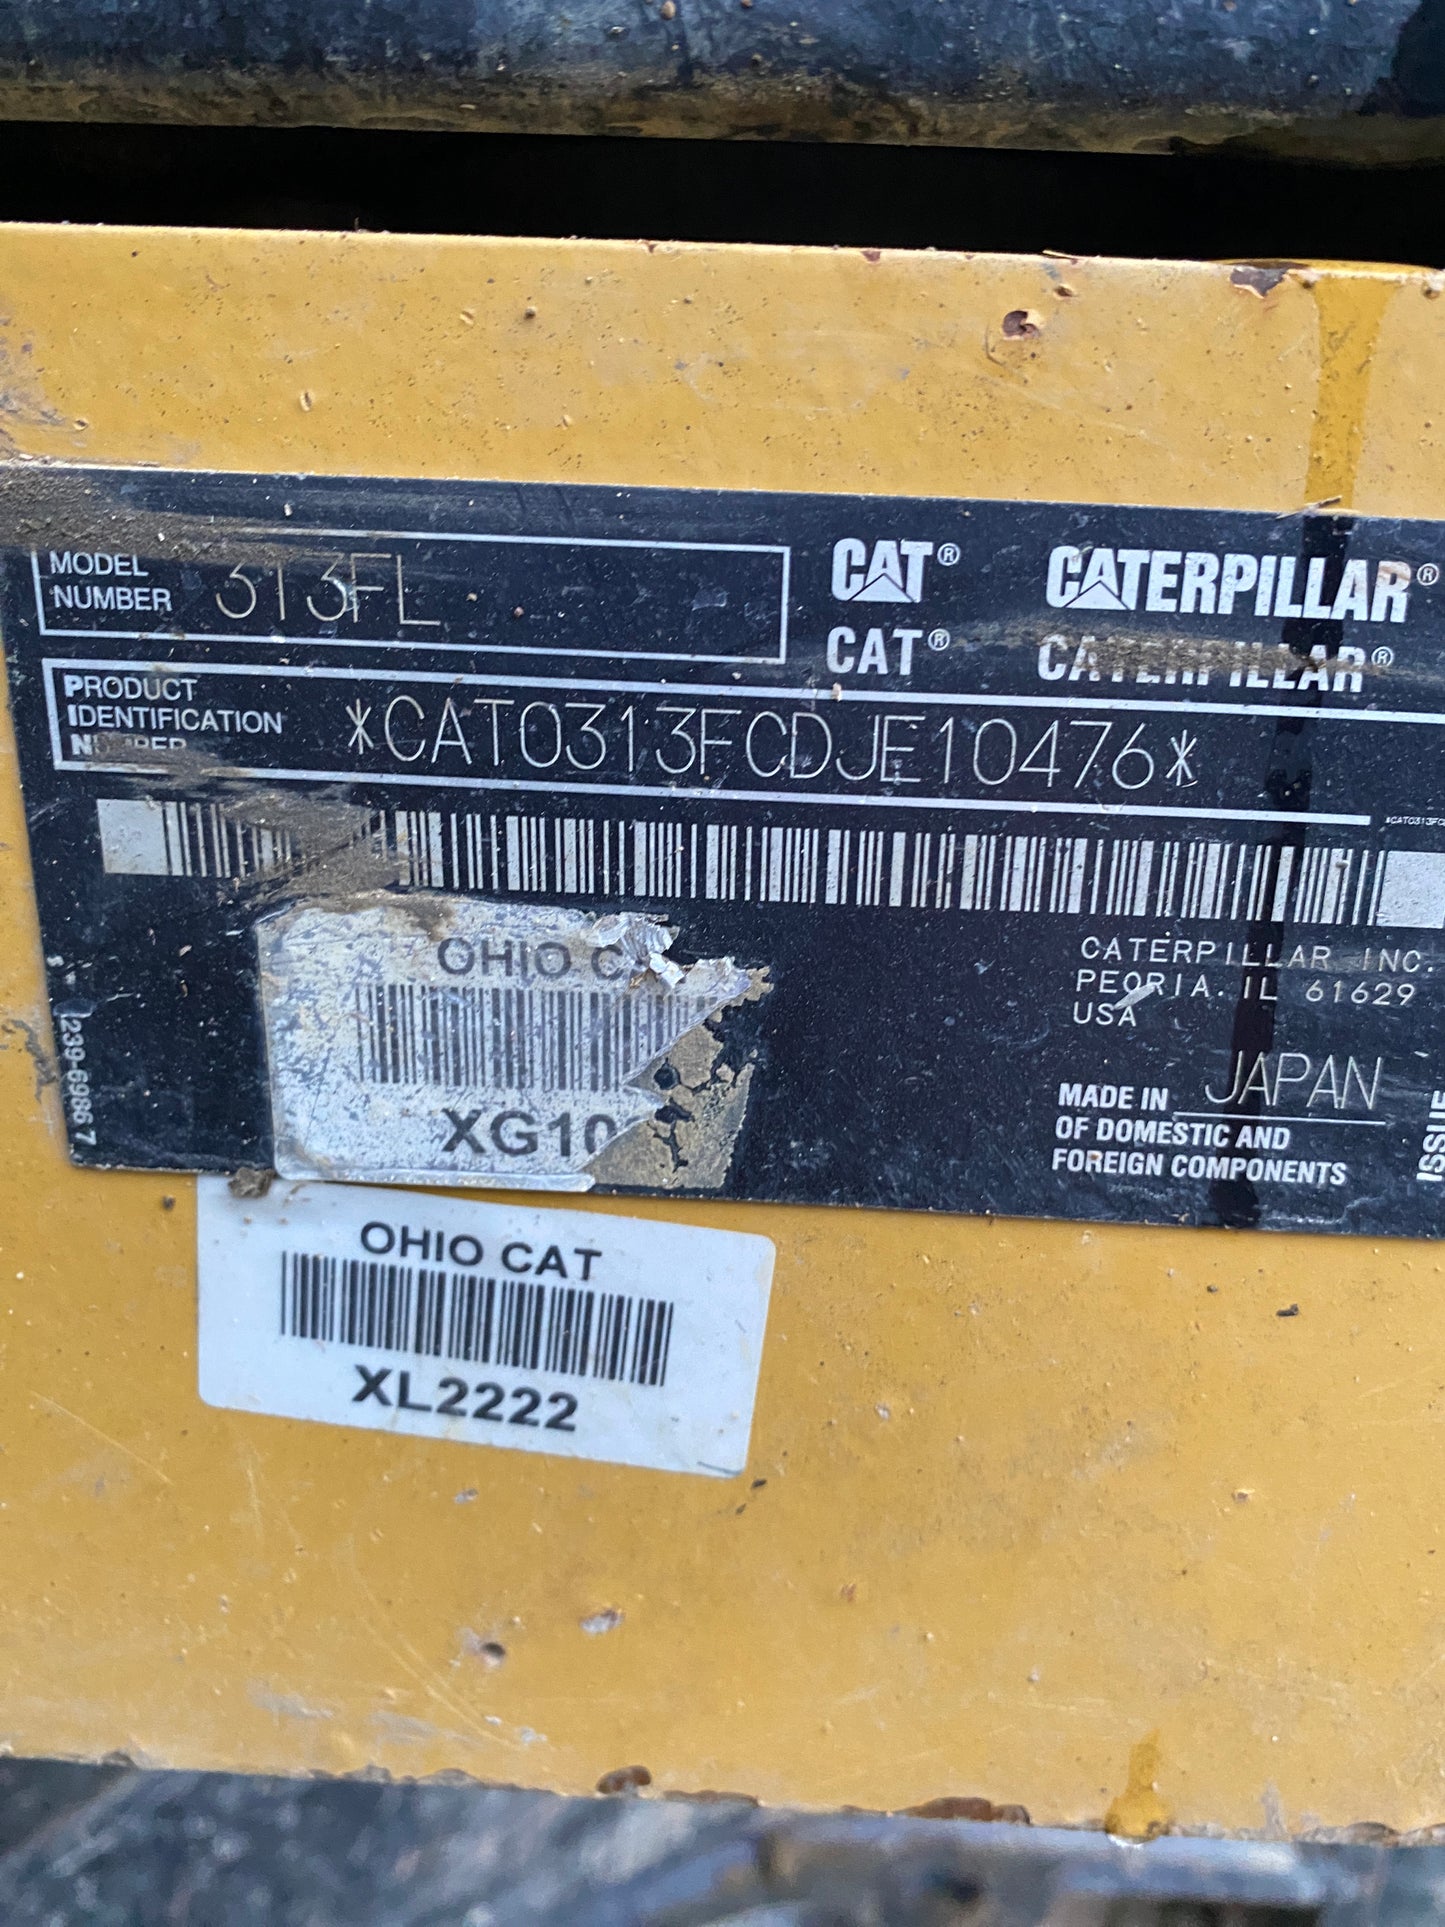 MODEL
NUMBER 313FL
CAT® CATERPILLAR®
CAT® CATERPILLAR®
PRODUCT
IDENTIFICATION
NUMBER
*CAT0313FCDJE10476*
OHIO
XG10
CATERPILLAR INC.
PEORIA. IL 61629
USA
MADE IN JAPAN
OF DOMESTIC AND
FOREIGN COMPONENTS
239-6986 7
OHIO CAT
XL2222